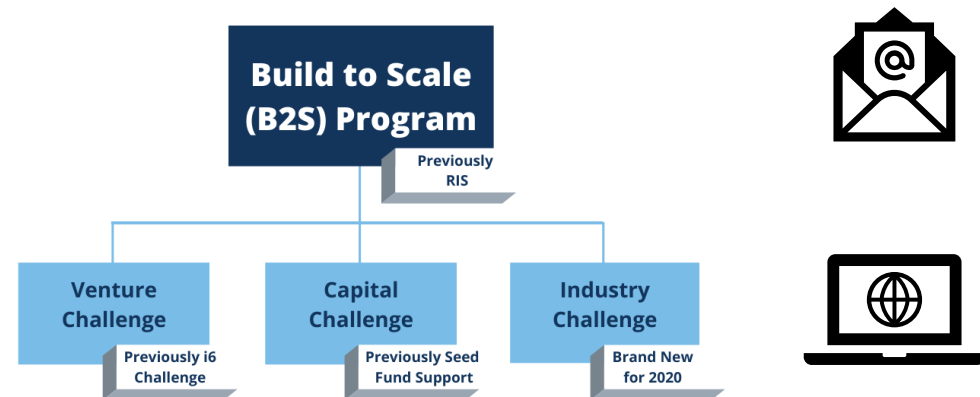 Build to Scale
(B2S) Program
Previously
RIS
Venture
Challenge
Previously i6
Challenge
Capital
Challenge
Previously Seed
Fund Support
Industry
Challenge
Brand New
for 2020
@